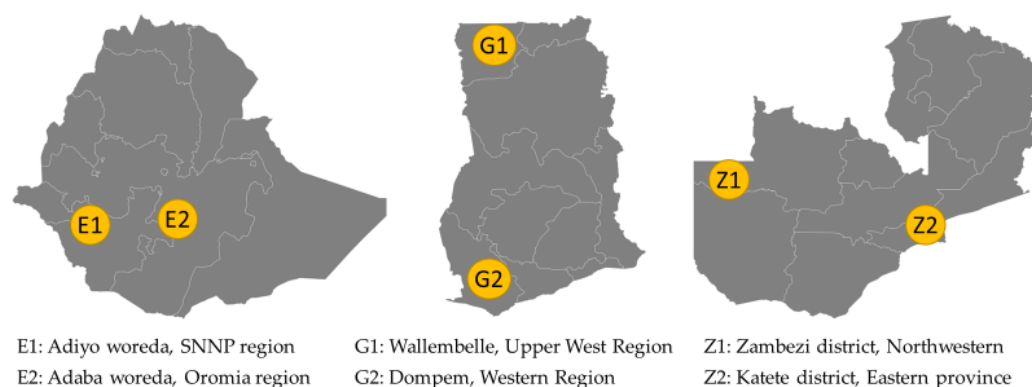 G1
Z1
E1
E2
Z2
G2
E1: Adiyo woreda, SNNP region
G1: Wallembelle, Upper West Region
Z1: Zambezi district, Northwestern
E2: Adaba woreda, Oromia region
G2: Dompem, Western Region
Z2: Katete district, Eastern province